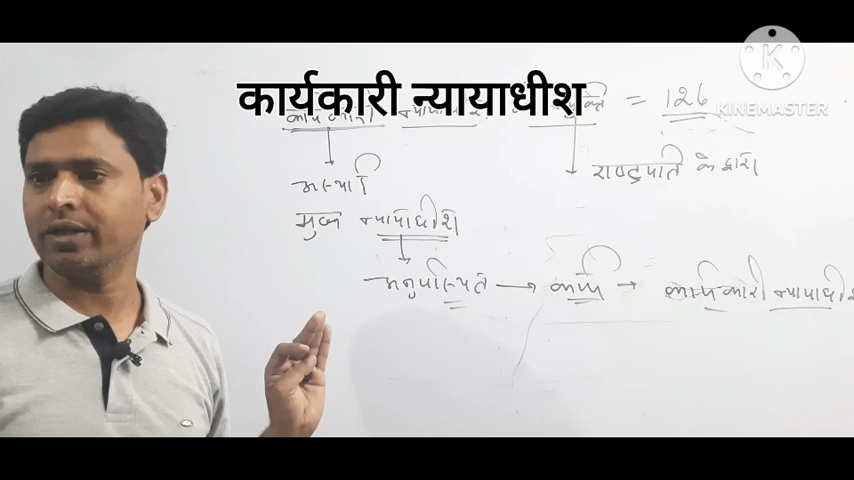 कार्यकारी न्यायाधीश
KINEMASTER
= 126
राष्ट्रपति के द्वारा
अस्थायी
मुख्य न्यायाधीश
अनुपस्थित → कार्य → कार्यकारी न्यायाधीश